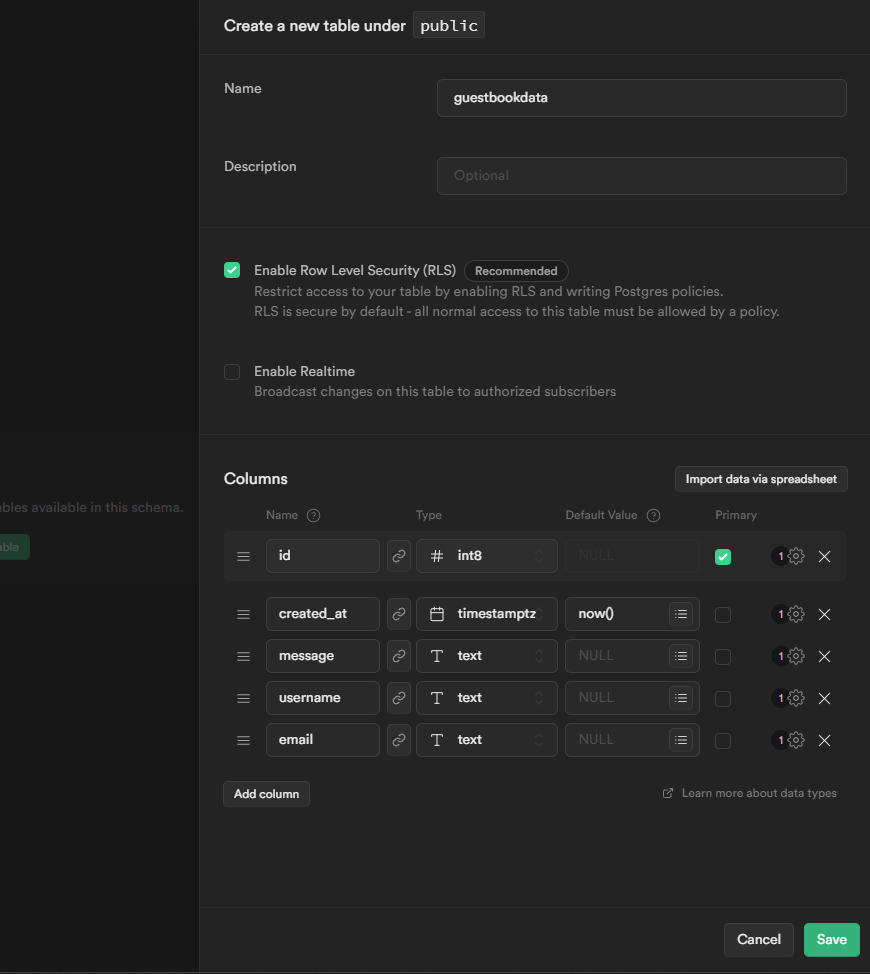 Create a new table under public
Name
guestbookdata
Description
Optional
Enable Row Level Security (RLS) Recommended
Restrict access to your table by enabling RLS and writing Postgres policies.
RLS is secure by default - all normal access to this table must be allowed by a policy.
Enable Realtime
Broadcast changes on this table to authorized subscribers
bles available in this schema.
ble
Columns Import data via spreadsheet
Name ? Type Default Value ? Primary
id # int8 NULL 1
created_at timestamptz now() 1
message T text NULL 1
username T text NULL 1
email T text NULL 1
Add column Learn more about data types
Cancel Save